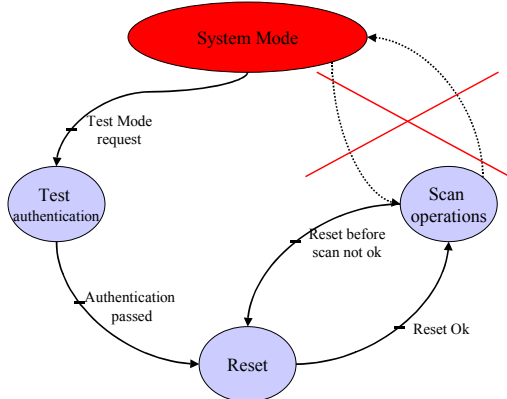 System Mode
Test Mode
request
Test
authentication
Scan
operations
Reset before
scan not ok
Authentication
passed
Reset Ok
Reset